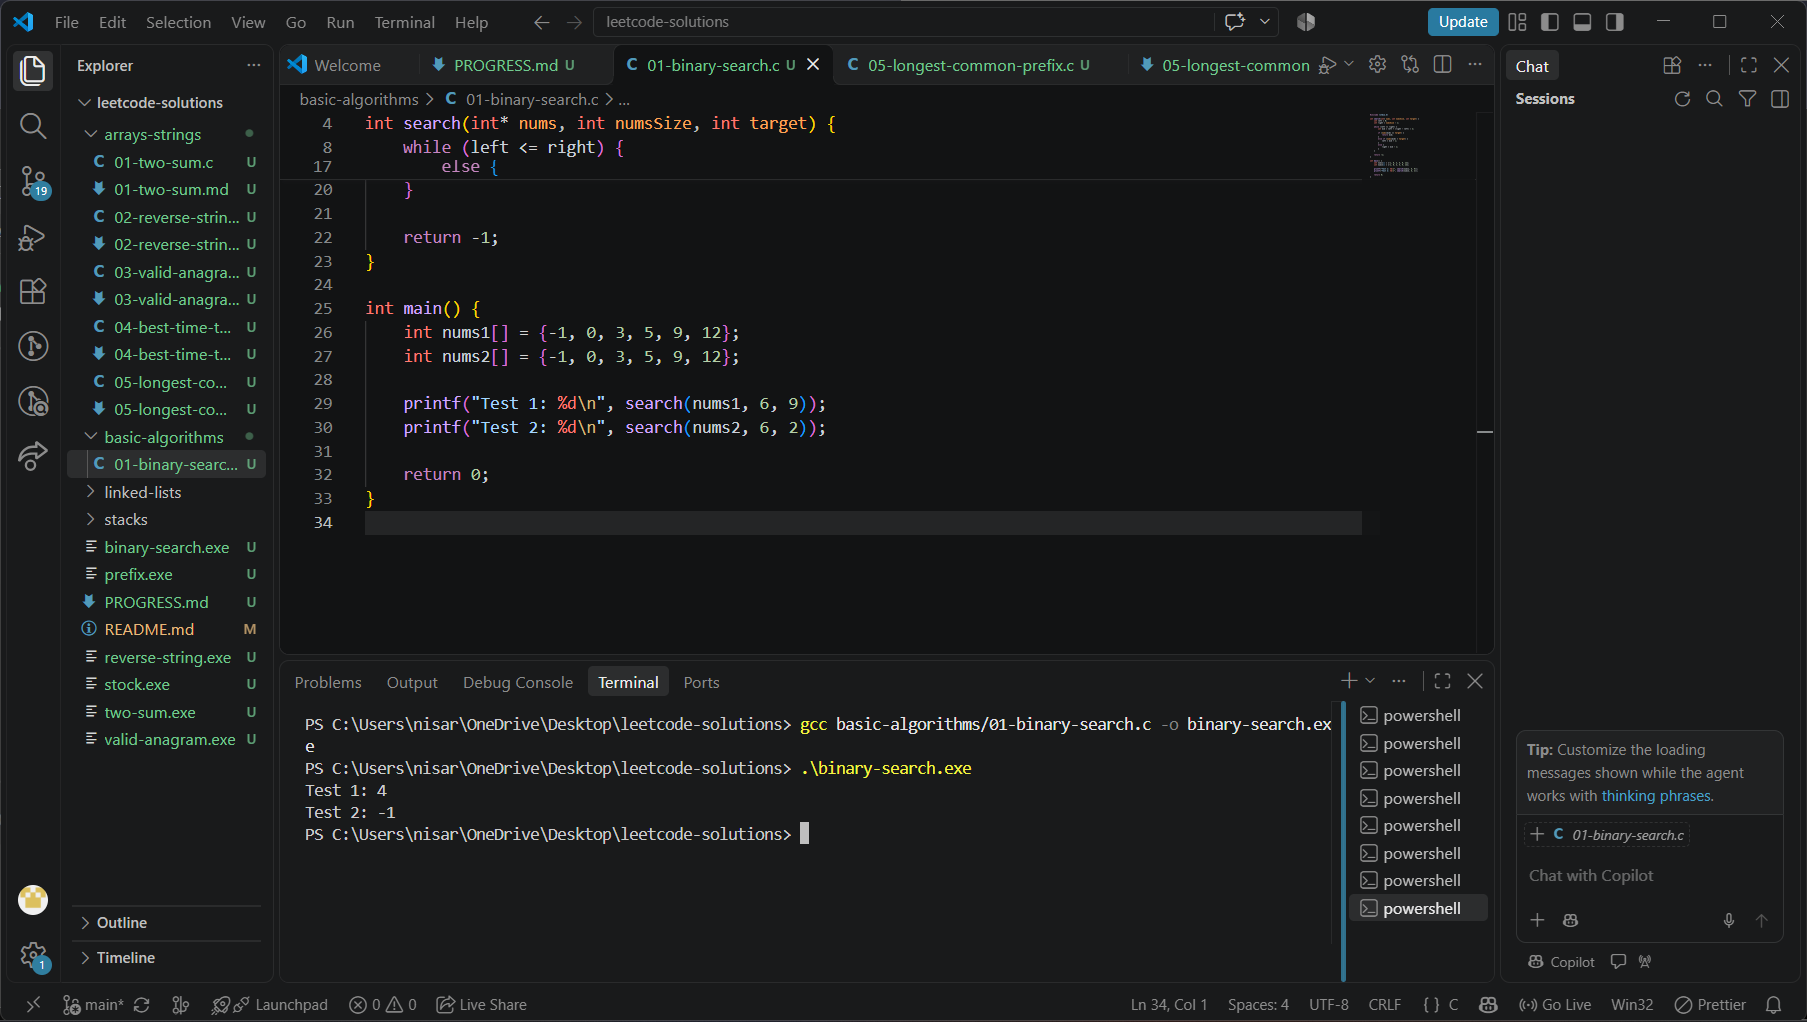 File Edit Selection View Go Run Terminal Help
leetcode-solutions
Update
Explorer
leetcode-solutions
arrays-strings
01-two-sum.c U
01-two-sum.md U
02-reverse-strin... U
02-reverse-strin... U
03-valid-anagra... U
03-valid-anagra... U
04-best-time-t... U
04-best-time-t... U
05-longest-co... U
05-longest-co... U
basic-algorithms
01-binary-searc... U
linked-lists
stacks
binary-search.exe U
prefix.exe U
PROGRESS.md U
README.md M
reverse-string.exe U
stock.exe U
two-sum.exe U
valid-anagram.exe U
Outline
Timeline
19
1
Welcome
PROGRESS.md U
C 01-binary-search.c U
C 05-longest-common-prefix.c U
05-longest-common
basic-algorithms > C 01-binary-search.c > ...
4 int search(int* nums, int numsSize, int target) {
8 while (left <= right) {
17 else {
20 }
21
22 return -1;
23 }
24
25 int main() {
26 int nums1[] = {-1, 0, 3, 5, 9, 12};
27 int nums2[] = {-1, 0, 3, 5, 9, 12};
28
29 printf("Test 1: %d\n", search(nums1, 6, 9));
30 printf("Test 2: %d\n", search(nums2, 6, 2));
31
32 return 0;
33 }
34
Problems Output Debug Console Terminal Ports
PS C:\Users\nisar\OneDrive\Desktop\leetcode-solutions> gcc basic-algorithms/01-binary-search.c -o binary-search.ex
e
PS C:\Users\nisar\OneDrive\Desktop\leetcode-solutions> .\binary-search.exe
Test 1: 4
Test 2: -1
PS C:\Users\nisar\OneDrive\Desktop\leetcode-solutions>
powershell
powershell
powershell
powershell
powershell
powershell
powershell
powershell
Chat
Sessions
Tip: Customize the loading
messages shown while the agent
works with thinking phrases.
C 01-binary-search.c
Chat with Copilot
Copilot
main* Launchpad 0 0 Live Share Ln 34, Col 1 Spaces: 4 UTF-8 CRLF {} C Go Live Win32 Prettier